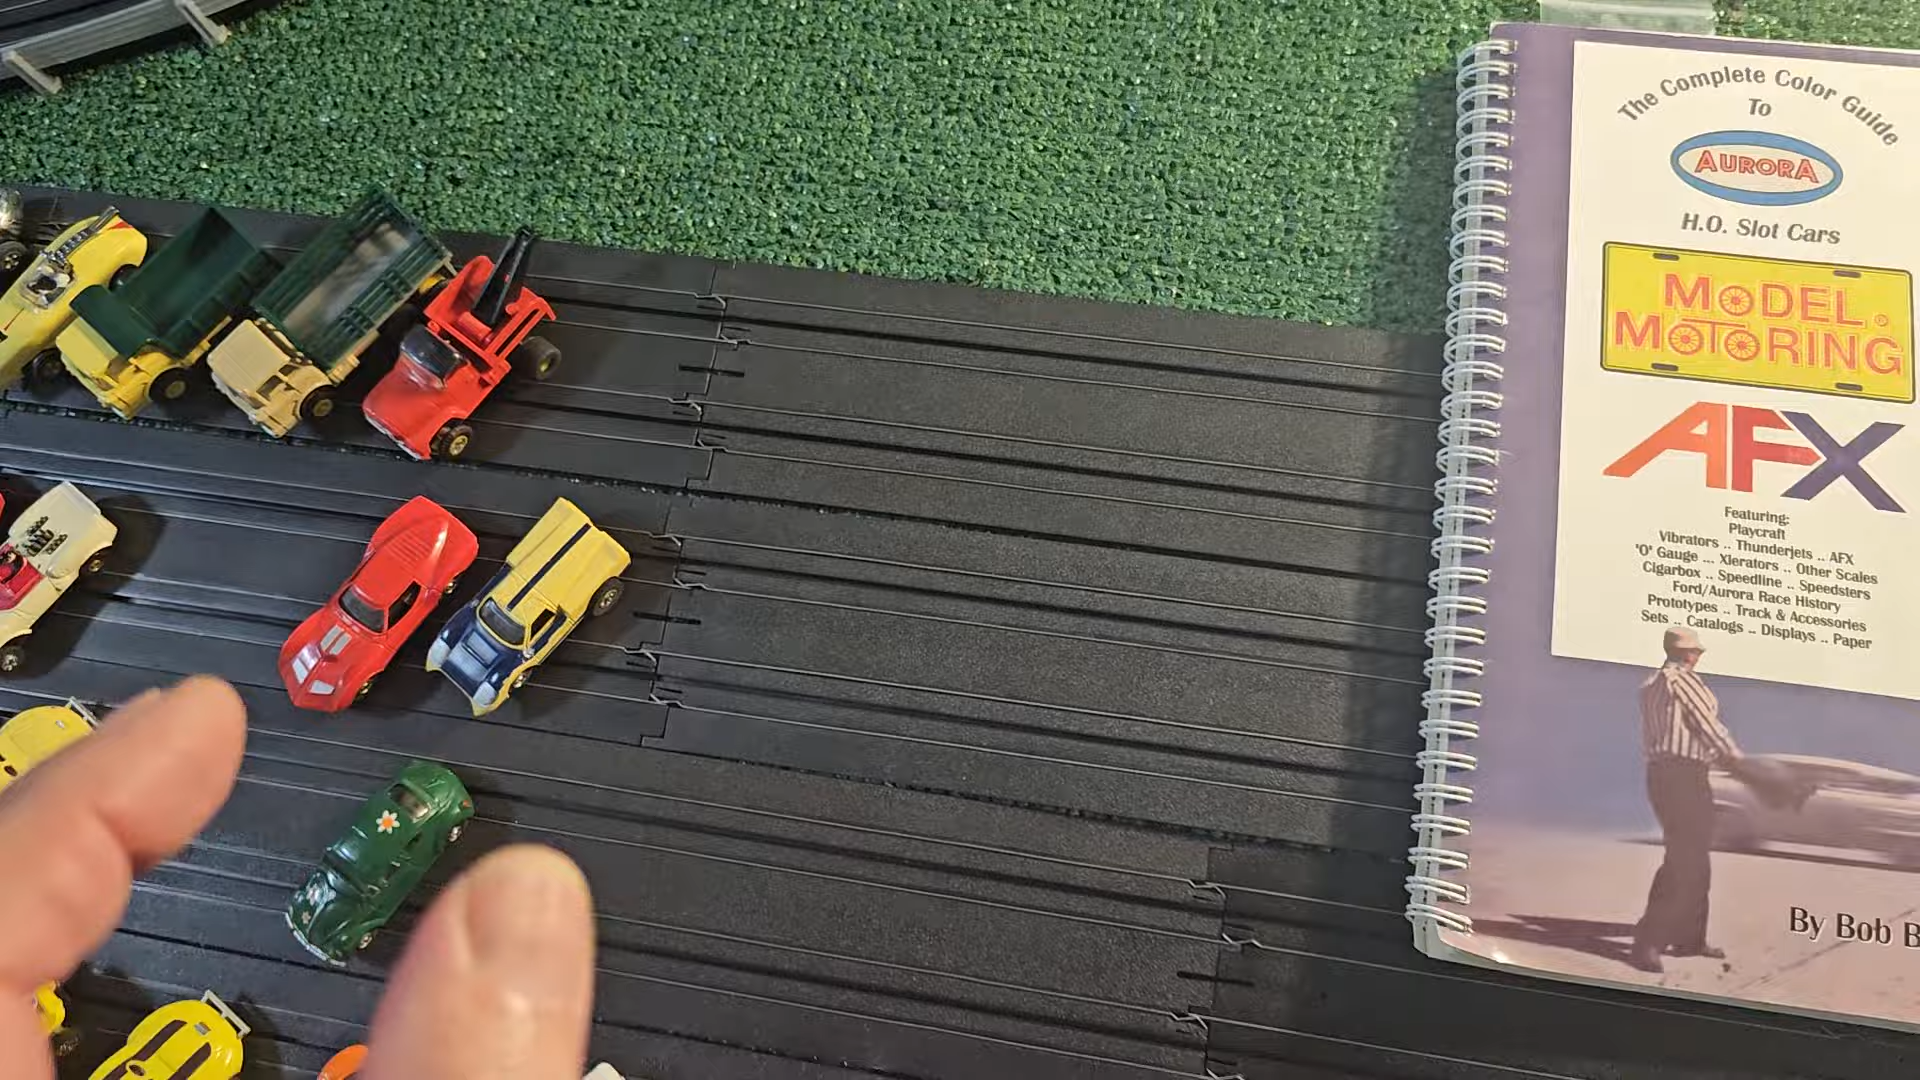 The Complete Color Guide
To
AURORA
H.O. Slot Cars
MODEL
MOTORING
AFX
Featuring:
Playcraft
Vibrators .. Thunderjets .. AFX
'O' Gauge ... Xlerators .. Other Scales
Cigarbox .. Speedline .. Speedsters
Ford/Aurora Race History
Prototypes .. Track & Accessories
Sets .. Catalogs .. Displays .. Paper
By Bob